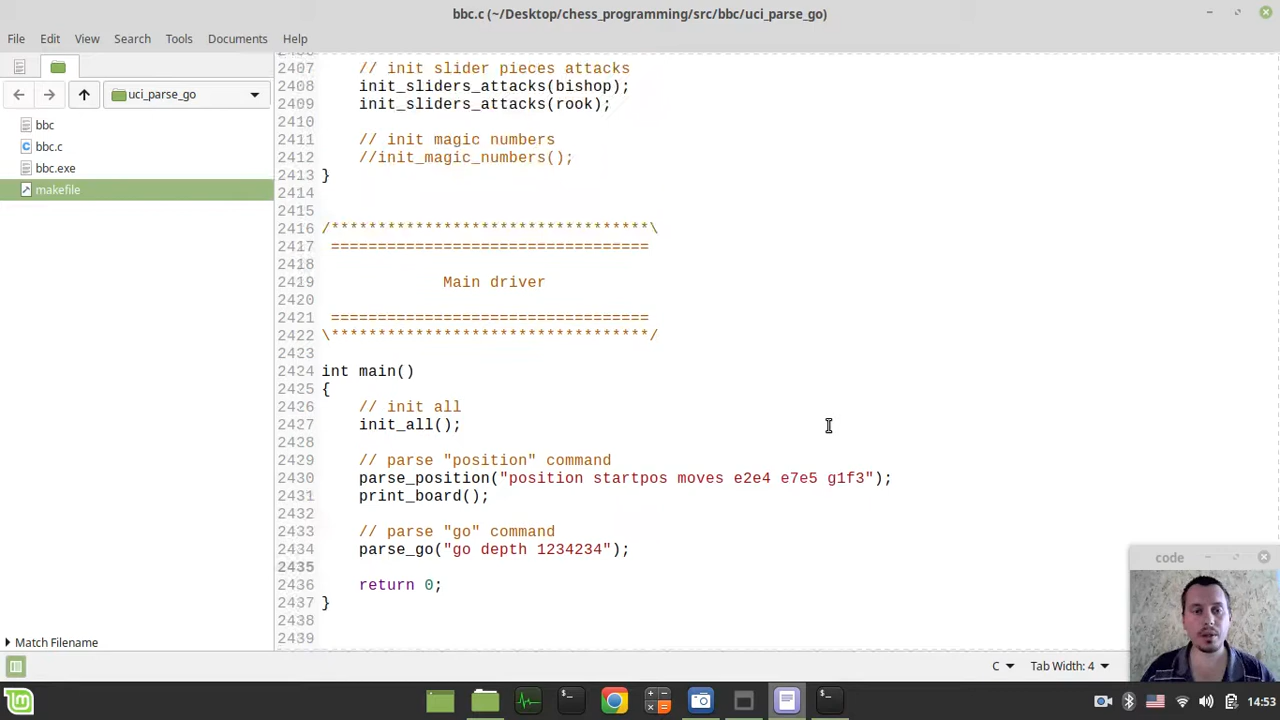 bbc.c (~/Desktop/chess_programming/src/bbc/uci_parse_go)
File Edit View Search Tools Documents Help
uci_parse_go
bbc
bbc.c
bbc.exe
makefile
Match Filename
2407 // init slider pieces attacks
2408 init_sliders_attacks(bishop);
2409 init_sliders_attacks(rook);
2410
2411 // init magic numbers
2412 //init_magic_numbers();
2413 }
2414
2415
2416 /**********************************\
2417 ==================================
2418
2419 Main driver
2420
2421 ==================================
2422 \**********************************/
2423
2424 int main()
2425 {
2426 // init all
2427 init_all();
2428
2429 // parse "position" command
2430 parse_position("position startpos moves e2e4 e7e5 g1f3");
2431 print_board();
2432
2433 // parse "go" command
2434 parse_go("go depth 1234234");
2435
2436 return 0;
2437 }
2438
2439
code
C Tab Width: 4
14:53